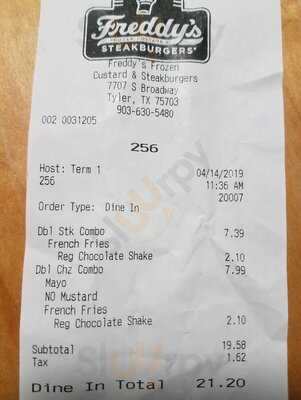 Freddy's
FROZEN CUSTARD &
STEAKBURGERS
Freddy's Frozen
Custard & Steakburgers
7707 S Broadway
Tyler, TX 75703
903-630-5480
002 0031205
256
Host: Term 1 04/14/2019
256 11:36 AM
20007
Order Type: Dine In
Dbl Stk Combo 7.39
French Fries
Reg Chocolate Shake 2.10
Dbl Chz Combo 7.99
Mayo
NO Mustard
French Fries
Reg Chocolate Shake 2.10
Subtotal 19.58
Tax 1.62
Dine In Total 21.20
Sluurpy
Sluurpy